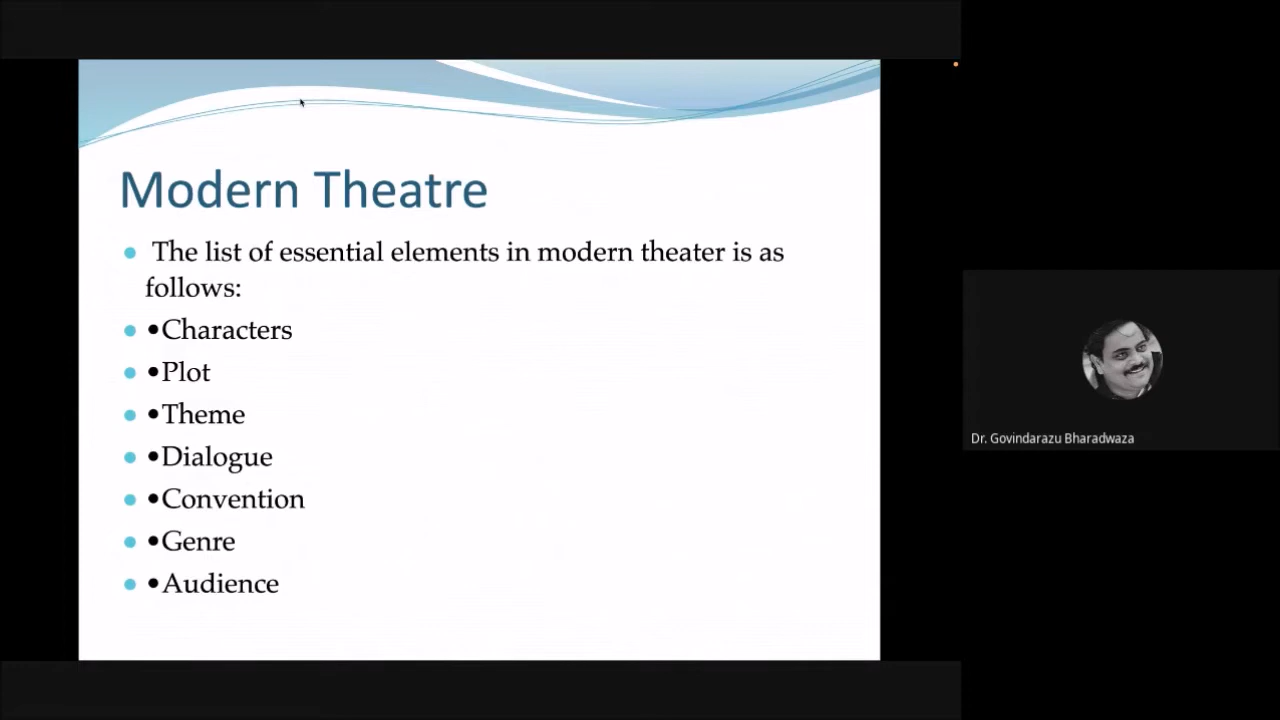 Modern Theatre
The list of essential elements in modern theater is as
follows:
•Characters
•Plot
•Theme
•Dialogue
•Convention
•Genre
•Audience
Dr. Govindarazu Bharadwaza